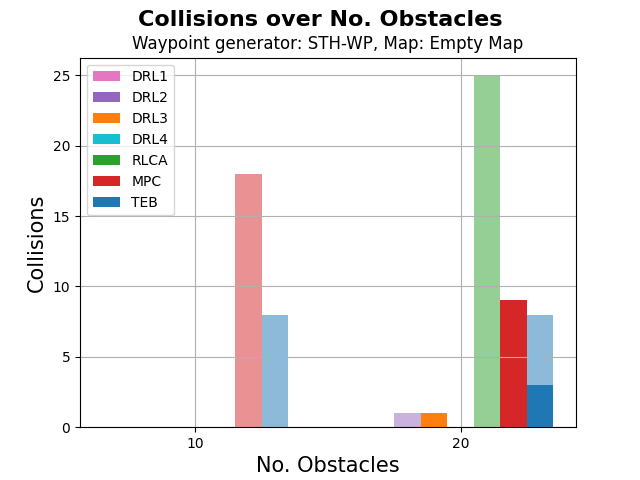 Collisions over No. Obstacles
Waypoint generator: STH-WP, Map: Empty Map
DRL1
DRL2
DRL3
DRL4
RLCA
MPC
TEB
25
20
15
10
5
0
Collisions
10
20
No. Obstacles